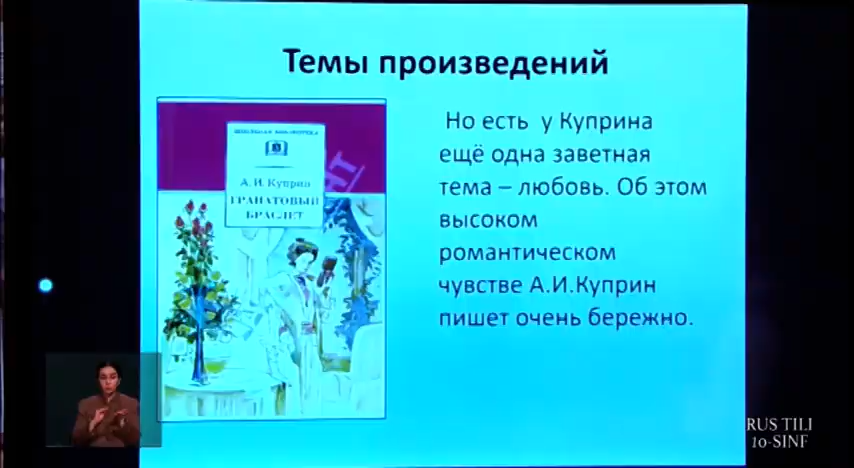 Темы произведений
ШКОЛЬНАЯ БИБЛИОТЕКА
А. И. Куприн
ГРАНАТОВЫЙ
БРАСЛЕТ
Но есть у Куприна
ещё одна заветная
тема – любовь. Об этом
высоком
романтическом
чувстве А.И.Куприн
пишет очень бережно.
RUS TILI
10-SINF